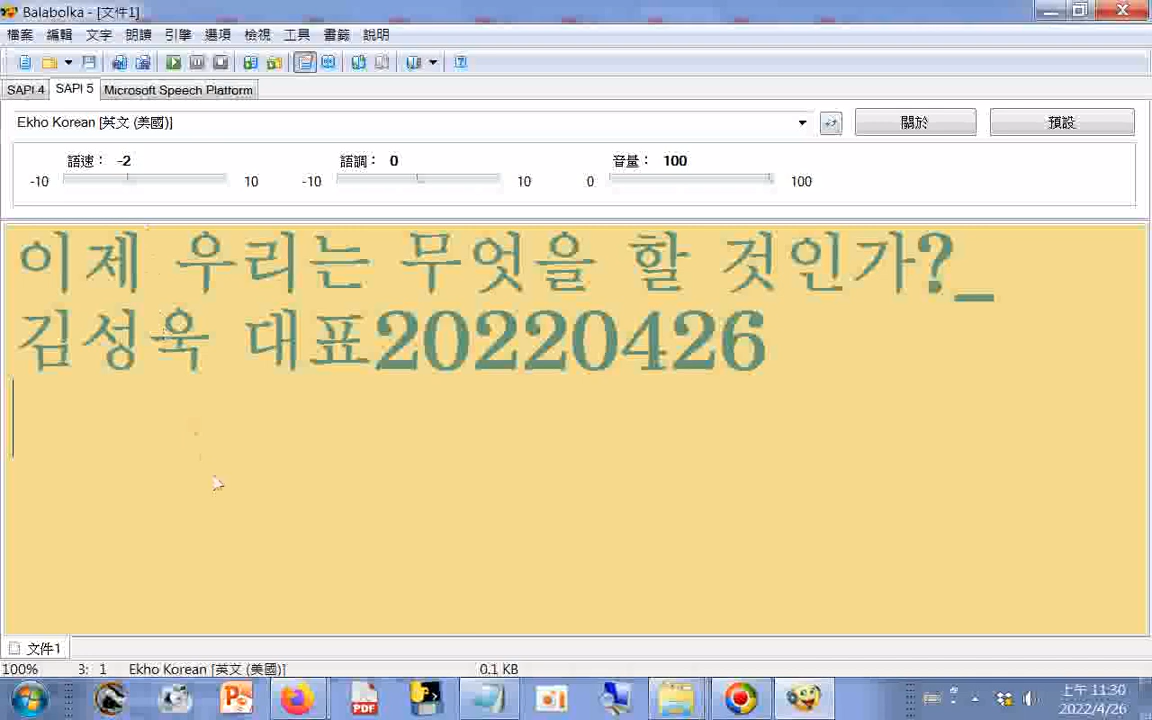 Balabolka - [文件1]
檔案 編輯 文字 朗讀 引擎 選項 檢視 工具 書籤 說明
SAPI 4 SAPI 5 Microsoft Speech Platform
Ekho Korean [英文 (美國)] 關於 預設
語速： -2 語調： 0 音量： 100
-10 10 -10 10 0 100
이제 우리는 무엇을 할 것인가?_
김성욱 대표20220426
文件1
100% 3: 1 Ekho Korean [英文 (美國)] 0.1 KB
PDF
上午 11:30
2022/4/26